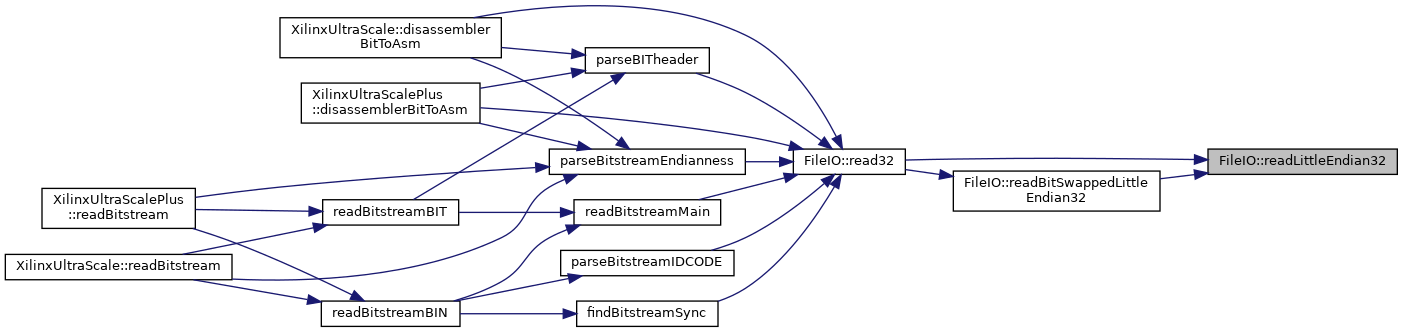 XilinxUltraScale::disassembler
BitToAsm
parseBITheader
XilinxUltraScalePlus
::disassemblerBitToAsm
parseBitstreamEndianness
FileIO::read32
FileIO::readLittleEndian32
FileIO::readBitSwappedLittle
Endian32
XilinxUltraScalePlus
::readBitstream
readBitstreamBIT
readBitstreamMain
XilinxUltraScale::readBitstream
parseBitstreamIDCODE
readBitstreamBIN
findBitstreamSync